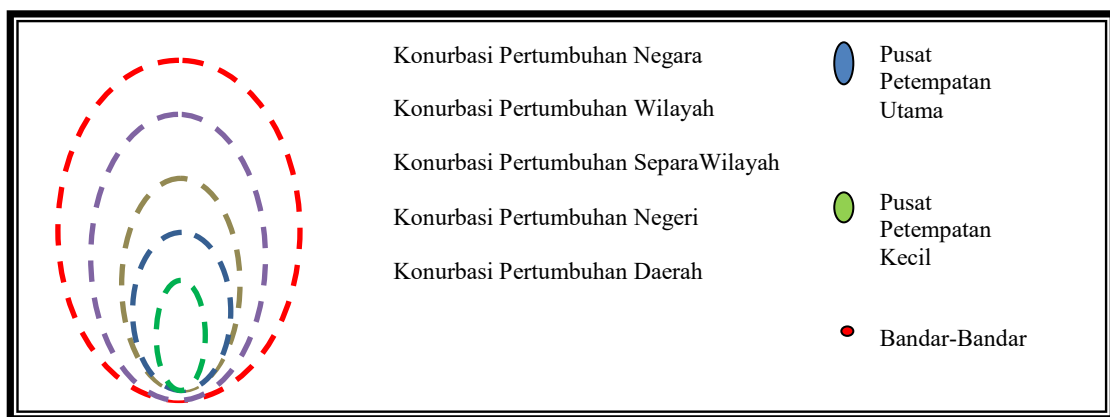 Konurbasi Pertumbuhan Negara
Konurbasi Pertumbuhan Wilayah
Konurbasi Pertumbuhan SeparaWilayah
Konurbasi Pertumbuhan Negeri
Konurbasi Pertumbuhan Daerah
Pusat
Petempatan
Utama
Pusat
Petempatan
Kecil
Bandar-Bandar